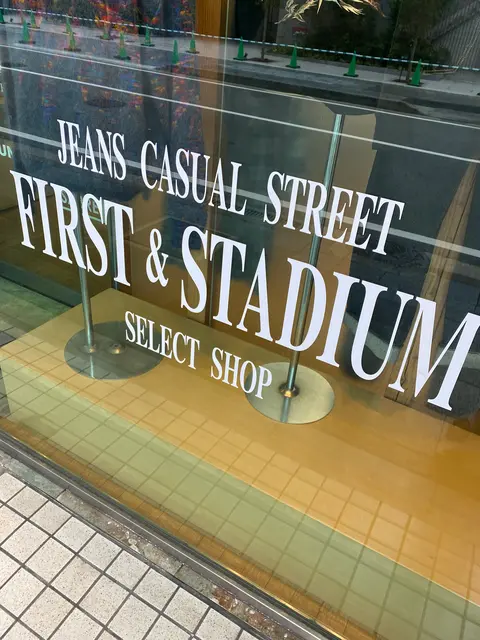 JEANS CASUAL STREET
FIRST & STADIUM
SELECT SHOP